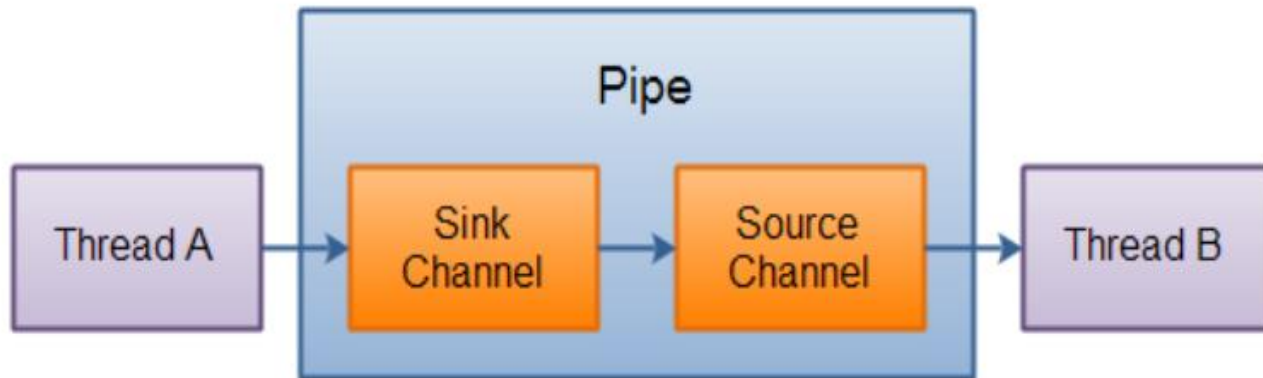 Pipe
Thread A
Sink
Channel
Source
Channel
Thread B